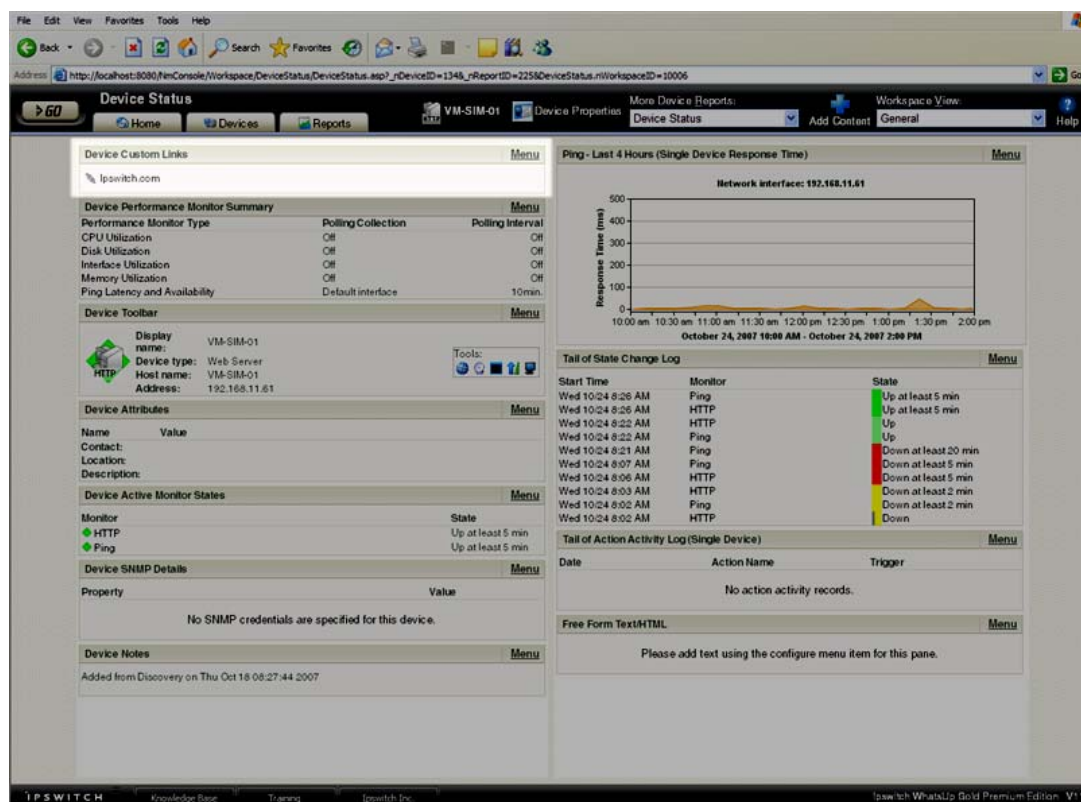 File Edit View Favorites Tools Help
Back Search Favorites
Address http://localhost:8080/NmConsole/Workspace/DeviceStatus/DeviceStatus.asp?_nDeviceID=134&_nReportID=225&DeviceStatus.nWorkspaceID=10006 Go
GO
Device Status
Home Devices Reports
VM-SIM-01 Device Properties
More Device Reports:
Device Status
Add Content
Workspace View:
General
Help
Device Custom Links Menu
Ipswitch.com
Device Performance Monitor Summary Menu
Performance Monitor Type Polling Collection Polling Interval
CPU Utilization Off Off
Disk Utilization Off Off
Interface Utilization Off Off
Memory Utilization Off Off
Ping Latency and Availability Default interface 10min.
Device Toolbar Menu
HTTP
Display name: VM-SIM-01
Device type: Web Server
Host name: VM-SIM-01
Address: 192.168.11.61
Tools:
Device Attributes Menu
Name Value
Contact:
Location:
Description:
Device Active Monitor States Menu
Monitor State
HTTP Up at least 5 min
Ping Up at least 5 min
Device SNMP Details Menu
Property Value
No SNMP credentials are specified for this device.
Device Notes Menu
Added from Discovery on Thu Oct 18 08:27:44 2007
Ping - Last 4 Hours (Single Device Response Time) Menu
Network interface: 192.168.11.61
Response Time (ms)
500
400
300
200
100
0
10:00 am 10:30 am 11:00 am 11:30 am 12:00 pm 12:30 pm 1:00 pm 1:30 pm 2:00 pm
October 24, 2007 10:00 AM - October 24, 2007 2:00 PM
Tail of State Change Log Menu
Start Time Monitor State
Wed 10/24 8:26 AM Ping Up at least 5 min
Wed 10/24 8:26 AM HTTP Up at least 5 min
Wed 10/24 8:22 AM HTTP Up
Wed 10/24 8:22 AM Ping Up
Wed 10/24 8:21 AM Ping Down at least 20 min
Wed 10/24 8:07 AM Ping Down at least 5 min
Wed 10/24 8:06 AM HTTP Down at least 5 min
Wed 10/24 8:03 AM HTTP Down at least 2 min
Wed 10/24 8:02 AM Ping Down at least 2 min
Wed 10/24 8:02 AM HTTP Down
Tail of Action Activity Log (Single Device) Menu
Date Action Name Trigger
No action activity records.
Free Form Text/HTML Menu
Please add text using the configure menu item for this pane.
IPSWITCH Knowledge Base Training Ipswitch Inc. Ipswitch WhatsUp Gold Premium Edition V1